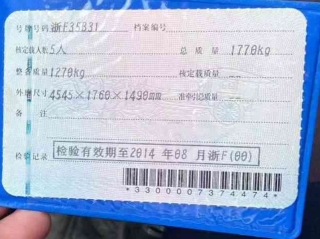 号牌号码 浙F35831 档案编号
核定载人数 5人 总质量 1770kg
整备质量 1270kg 核定载质量 --
外廓尺寸 4545×1760×1490mm 准牵引总质量 --
备注
检验记录 检验有效期至2014年08月浙F(00)
*3300007374474*